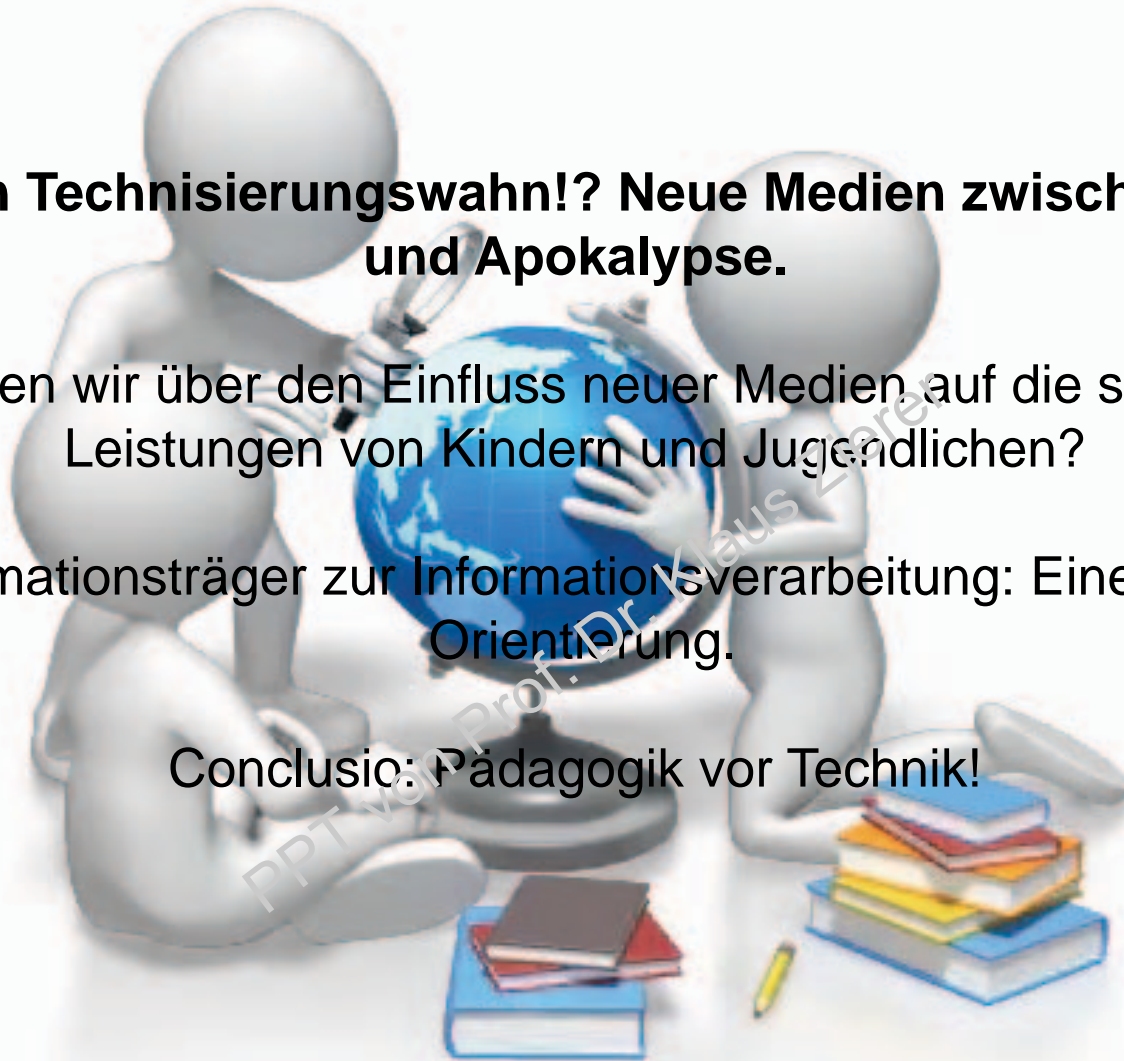 n Technisierungswahn!? Neue Medien zwisch
und Apokalypse.
en wir über den Einfluss neuer Medien auf die s
Leistungen von Kindern und Jugendlichen?
mationsträger zur Informationsverarbeitung: Eine
Orientierung.
Conclusio: Pädagogik vor Technik!
PPT von Prof. Dr. Klaus Zierer